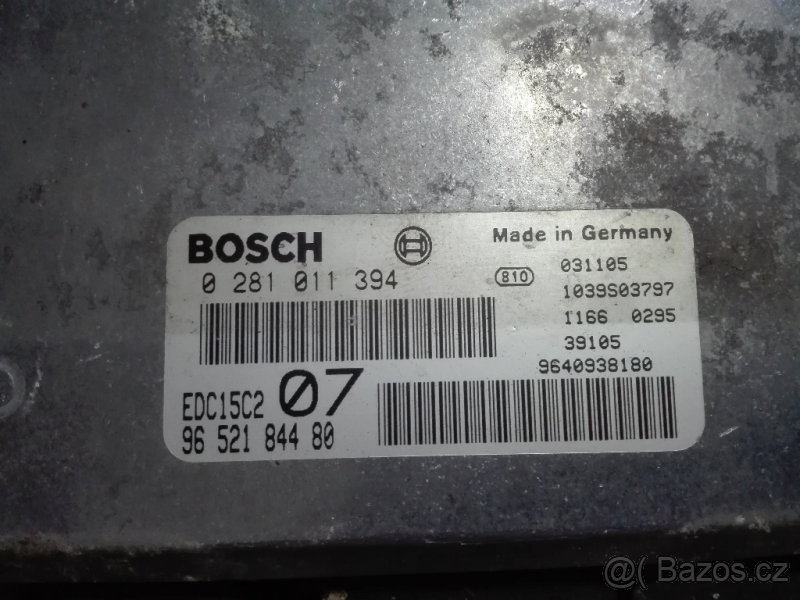 BOSCH
0 281 011 394
EDC15C2 07
96 521 844 80
Made in Germany
810 031105
1039S03797
1166 0295
39105
9640938180
@( Bazos.cz